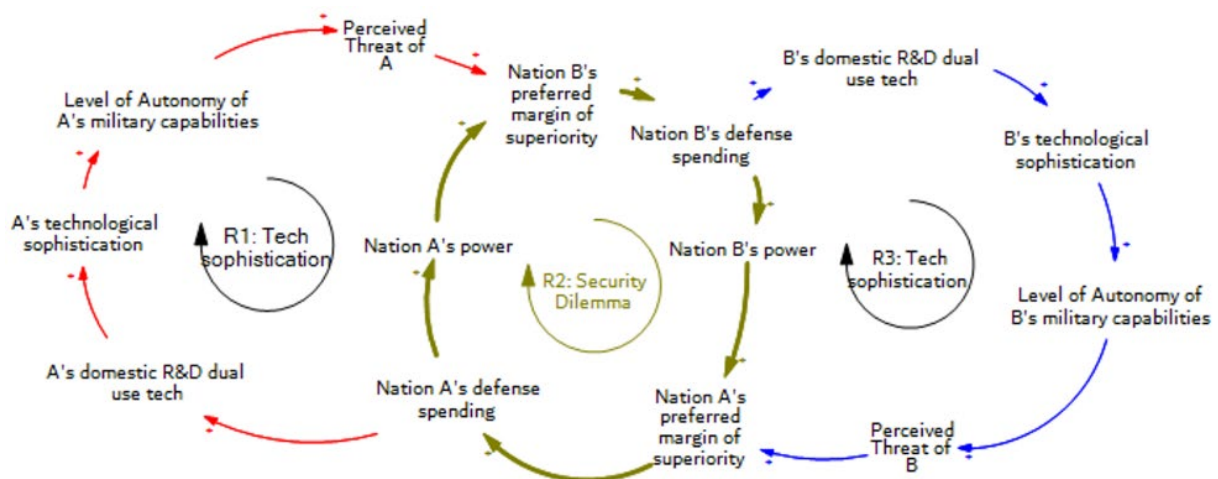 Perceived
Threat of
A
Level of Autonomy of
A's military capabilities
A's technological
sophistication
R1: Tech
sophistication
A's domestic R&D dual
use tech
Nation B's
preferred
margin of
superiority
Nation B's defense
spending
Nation A's power
Nation B's power
R2: Security
Dilemma
Nation A's defense
spending
Nation A's
preferred
margin of
superiority
B's domestic R&D dual
use tech
B's technological
sophistication
R3: Tech
sophistication
Level of Autonomy of
B's military capabilities
Perceived
Threat of
B